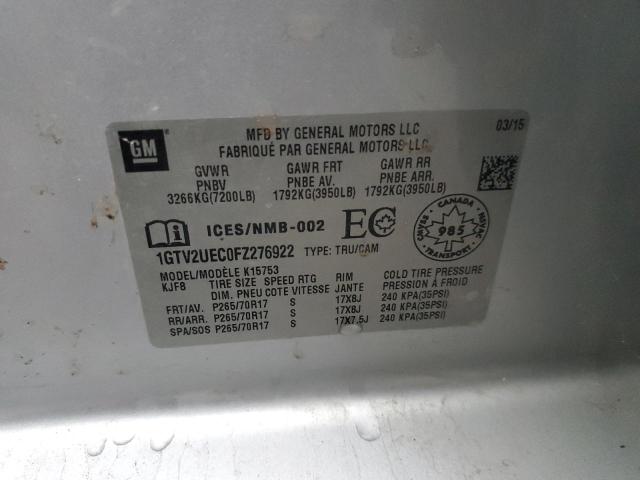 GM
MFD BY GENERAL MOTORS LLC
FABRIQUÉ PAR GENERAL MOTORS LLC
03/15
GVWR GAWR FRT GAWR RR
PNBV PNBE AV. PNBE ARR.
3266KG(7200LB) 1792KG(3950LB) 1792KG(3950LB)
ICES/NMB-002 EC
CANADA
CMVSS 985 NSVAC
TRANSPORT
1GTV2UEC0FZ276922 TYPE: TRU/CAM
MODEL/MODÈLE K15753
KJF8 TIRE SIZE SPEED RTG RIM COLD TIRE PRESSURE
DIM. PNEU COTE VITESSE JANTE PRESSION À FROID
FRT/AV P265/70R17 S 17X8J 240 KPA(35PSI)
RR/ARR. P265/70R17 S 17X8J 240 KPA(35PSI)
SPA/SOS P265/70R17 S 17X7.5J 240 KPA(35PSI)